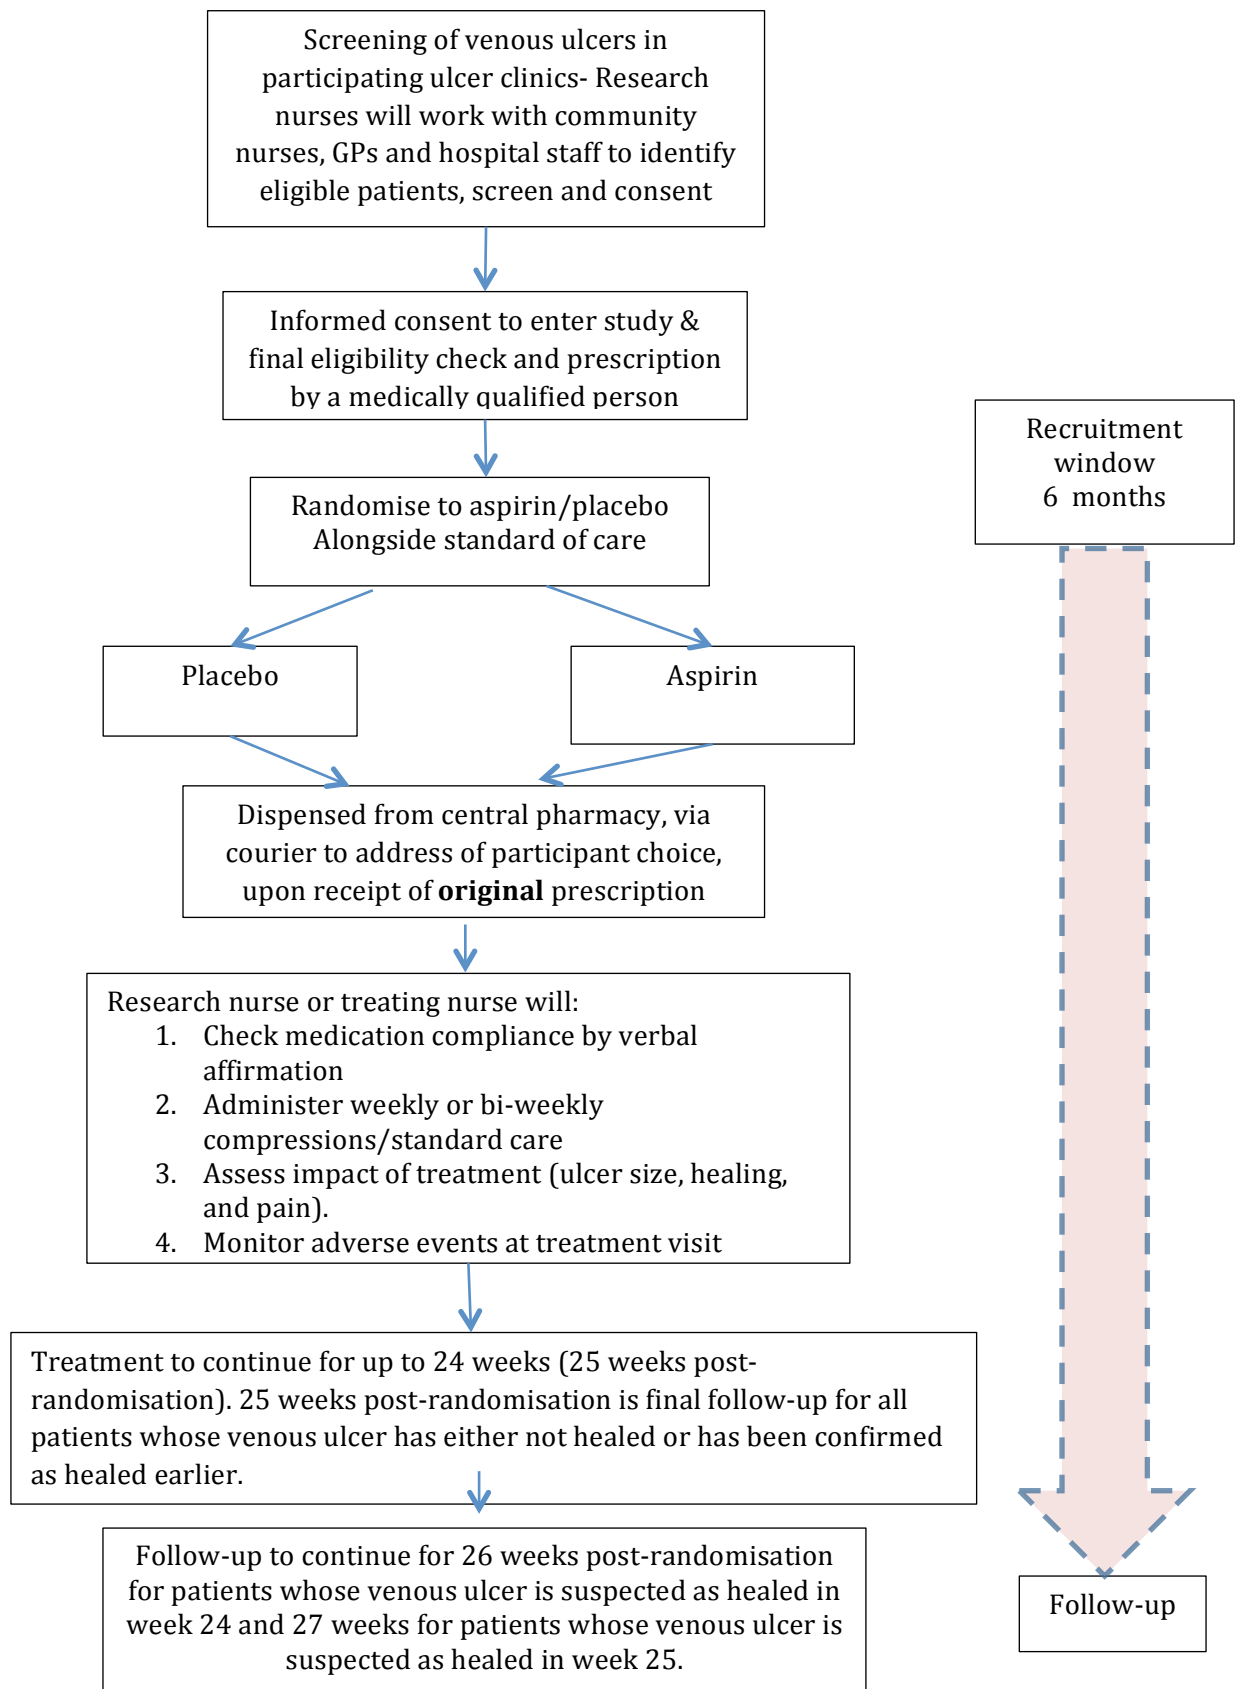 Screening of venous ulcers in
participating ulcer clinics- Research
nurses will work with community
nurses, GPs and hospital staff to identify
eligible patients, screen and consent
Informed consent to enter study &
final eligibility check and prescription
by a medically qualified person
Recruitment
window
6 months
Randomise to aspirin/placebo
Alongside standard of care
Placebo
Aspirin
Dispensed from central pharmacy, via
courier to address of participant choice,
upon receipt of original prescription
Research nurse or treating nurse will:
1. Check medication compliance by verbal
affirmation
2. Administer weekly or bi-weekly
compressions/standard care
3. Assess impact of treatment (ulcer size, healing,
and pain).
4. Monitor adverse events at treatment visit
Treatment to continue for up to 24 weeks (25 weeks post-
randomisation). 25 weeks post-randomisation is final follow-up for all
patients whose venous ulcer has either not healed or has been confirmed
as healed earlier.
Follow-up to continue for 26 weeks post-randomisation
for patients whose venous ulcer is suspected as healed in
week 24 and 27 weeks for patients whose venous ulcer is
suspected as healed in week 25.
Follow-up